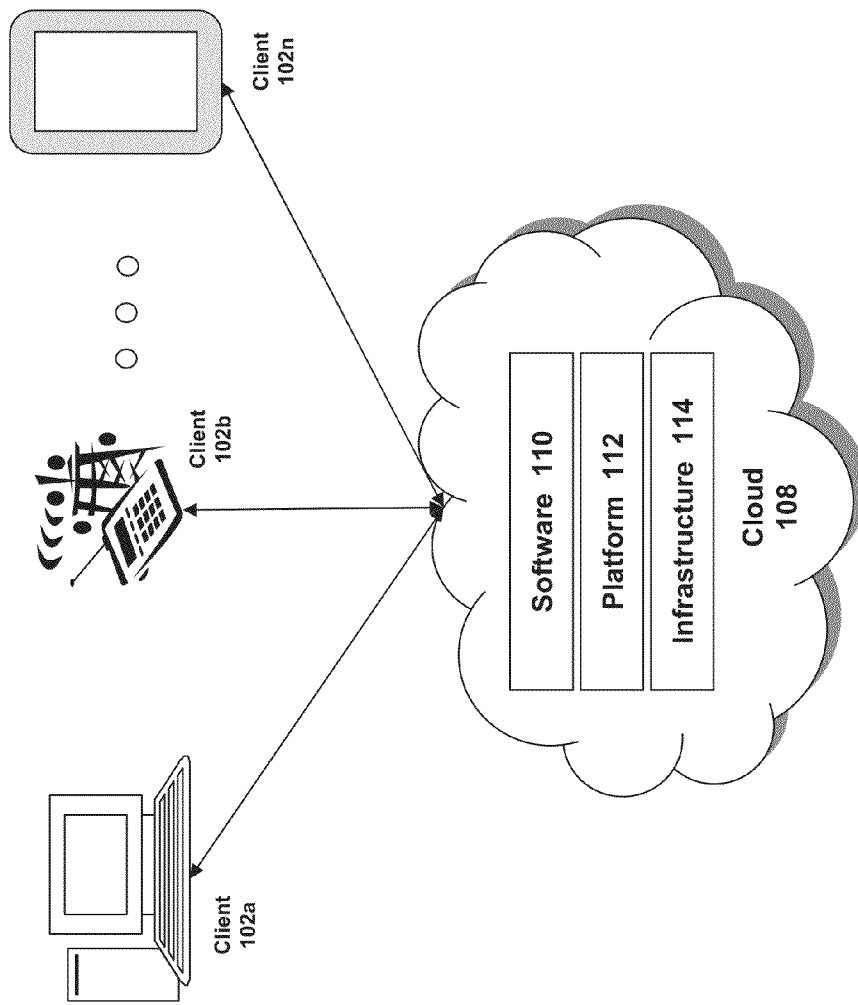 Client
102a
Client
102b
Client
102n
Software 110
Platform 112
Infrastructure 114
Cloud
108